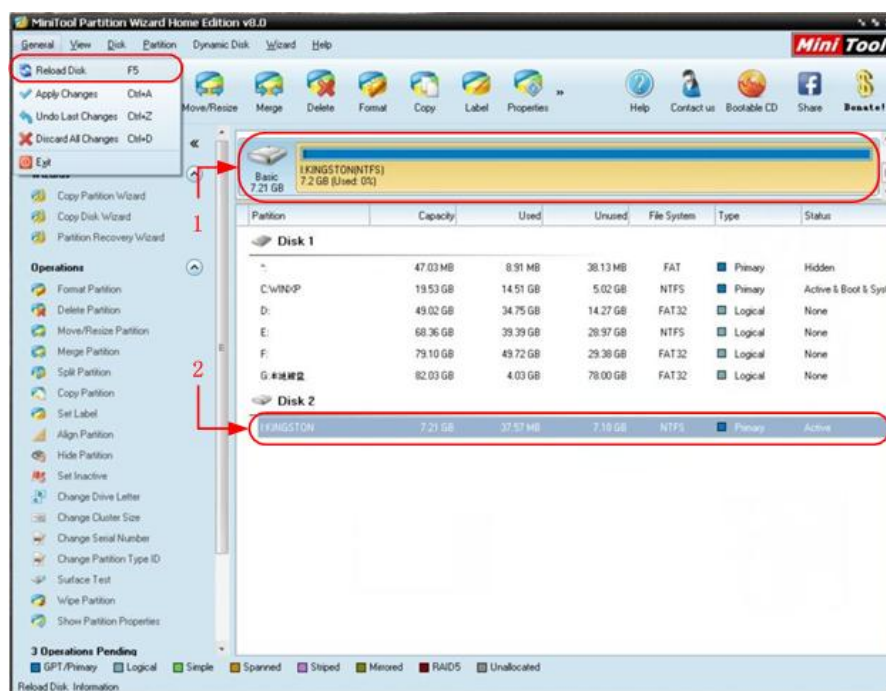 MiniTool Partition Wizard Home Edition v8.0
General View Disk Partition Dynamic Disk Wizard Help
Mini Tool
Reload Disk F5
Apply Changes Ctrl+A
Undo Last Changes Ctrl+Z
Discard All Changes Ctrl+D
Exit
Move/Resize Merge Delete Format Copy Label Properties » Help Contact us Bootable CD Share Donate!
«
Basic
7.21 GB
I:KINGSTON(NTFS)
7.2 GB (Used: 0%)
1
Copy Partition Wizard
Copy Disk Wizard
Partition Recovery Wizard
Operations
Format Partition
Delete Partition
Move/Resize Partition
Merge Partition
Split Partition
Copy Partition
Set Label
Align Partition
Hide Partition
Set Inactive
Change Drive Letter
Change Cluster Size
Change Serial Number
Change Partition Type ID
Surface Test
Wipe Partition
Show Partition Properties
3 Operations Pending
2
Partition Capacity Used Unused File System Type Status
Disk 1
*: 47.03 MB 8.91 MB 38.13 MB FAT Primary Hidden
C:WINXP 19.53 GB 14.51 GB 5.02 GB NTFS Primary Active & Boot & Syst
D: 49.02 GB 34.75 GB 14.27 GB FAT32 Logical None
E: 68.36 GB 39.39 GB 28.97 GB NTFS Logical None
F: 79.10 GB 49.72 GB 29.38 GB FAT32 Logical None
G:本地磁盘 82.03 GB 4.03 GB 78.00 GB FAT32 Logical None
Disk 2
I:KINGSTON 7.21 GB 37.57 MB 7.18 GB NTFS Primary Active
GPT/Primary Logical Simple Spanned Striped Mirrored RAID5 Unallocated
Reload Disk Information